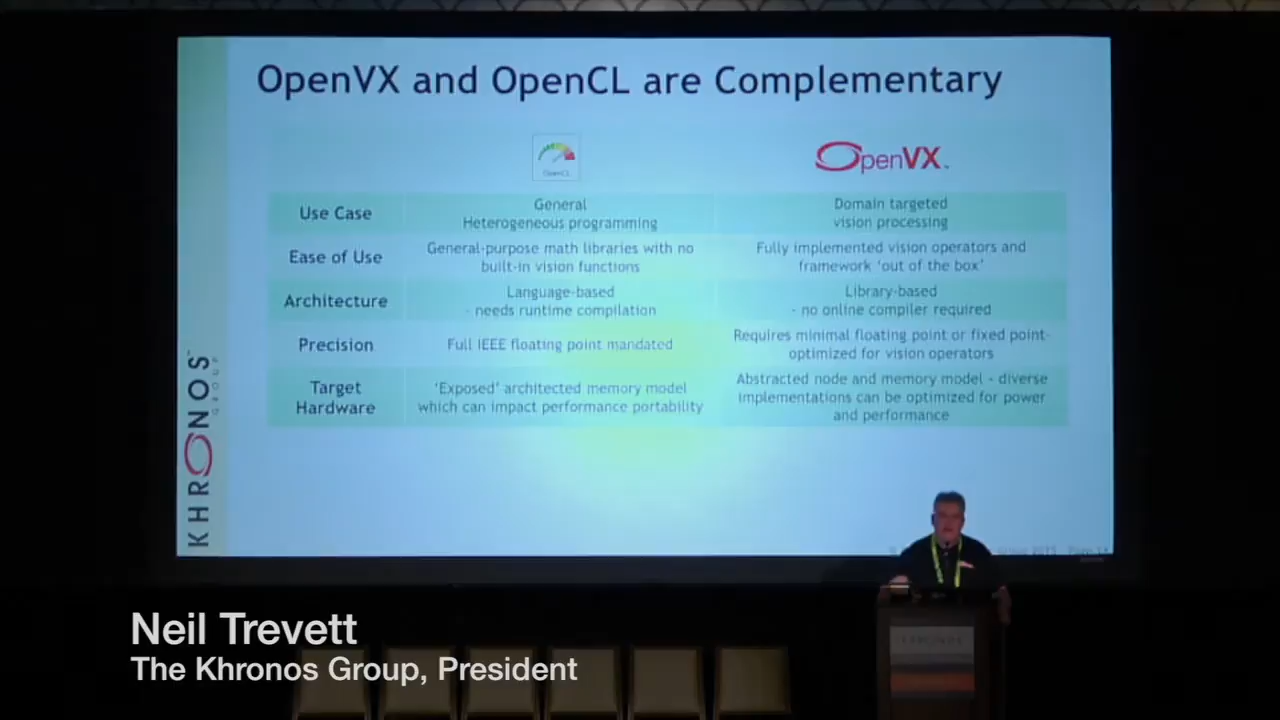 OpenVX and OpenCL are Complementary
OpenCL
OpenVX
Use Case
General
Heterogeneous programming
Domain targeted
vision processing
Ease of Use
General-purpose math libraries with no
built-in vision functions
Fully implemented vision operators and
framework ‘out of the box’
Architecture
Language-based
- needs runtime compilation
Library-based
- no online compiler required
Precision
Full IEEE floating point mandated
Requires minimal floating point or fixed point-
optimized for vision operators
Target
Hardware
‘Exposed’ architected memory model
which can impact performance portability
Abstracted node and memory model - diverse
implementations can be optimized for power
and performance
KHRONOS
GROUP
Neil Trevett
The Khronos Group, President